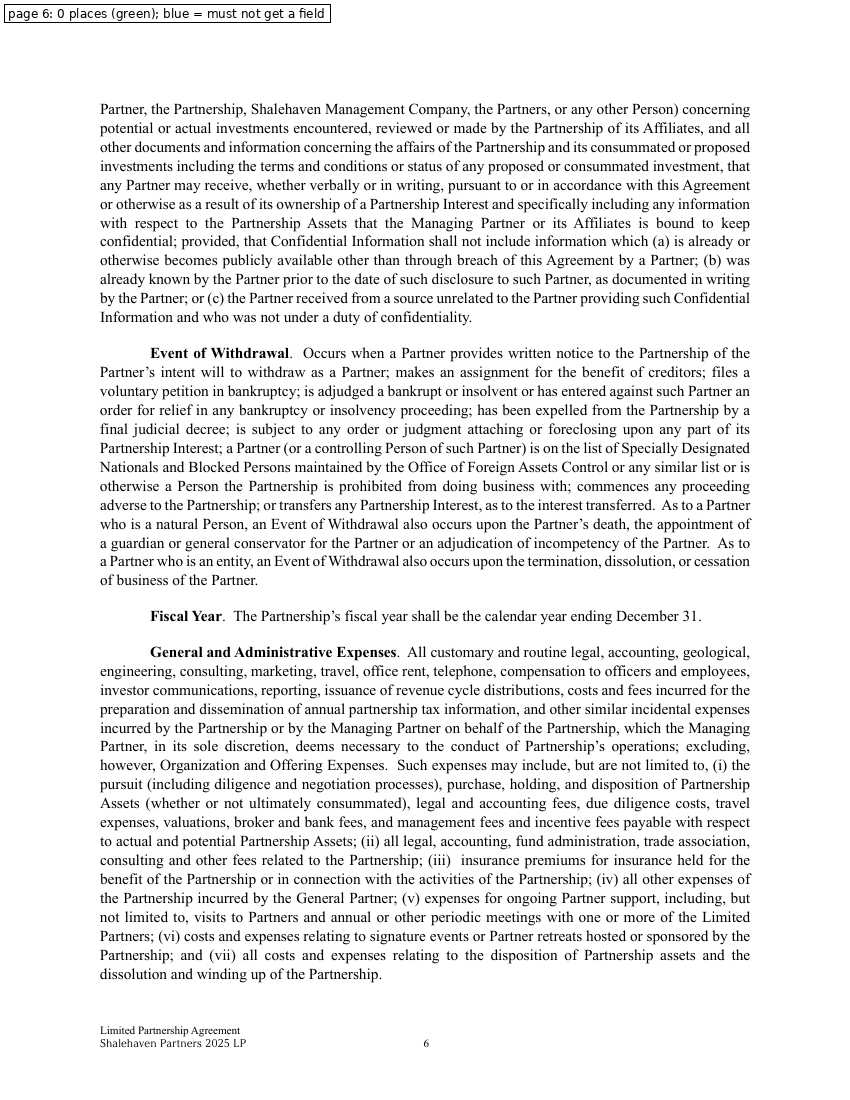 page 6: 0 places (green); blue = must not get a field
Partner, the Partnership, Shalehaven Management Company, the Partners, or any other Person) concerning
potential or actual investments encountered, reviewed or made by the Partnership of its Affiliates, and all
other documents and information concerning the affairs of the Partnership and its consummated or proposed
investments including the terms and conditions or status of any proposed or consummated investment, that
any Partner may receive, whether verbally or in writing, pursuant to or in accordance with this Agreement
or otherwise as a result of its ownership of a Partnership Interest and specifically including any information
with respect to the Partnership Assets that the Managing Partner or its Affiliates is bound to keep
confidential; provided, that Confidential Information shall not include information which (a) is already or
otherwise becomes publicly available other than through breach of this Agreement by a Partner; (b) was
already known by the Partner prior to the date of such disclosure to such Partner, as documented in writing
by the Partner; or (c) the Partner received from a source unrelated to the Partner providing such Confidential
Information and who was not under a duty of confidentiality.
Event of Withdrawal.  Occurs when a Partner provides written notice to the Partnership of the
Partner’s intent will to withdraw as a Partner; makes an assignment for the benefit of creditors; files a
voluntary petition in bankruptcy; is adjudged a bankrupt or insolvent or has entered against such Partner an
order for relief in any bankruptcy or insolvency proceeding; has been expelled from the Partnership by a
final judicial decree; is subject to any order or judgment attaching or foreclosing upon any part of its
Partnership Interest; a Partner (or a controlling Person of such Partner) is on the list of Specially Designated
Nationals and Blocked Persons maintained by the Office of Foreign Assets Control or any similar list or is
otherwise a Person the Partnership is prohibited from doing business with; commences any proceeding
adverse to the Partnership; or transfers any Partnership Interest, as to the interest transferred.  As to a Partner
who is a natural Person, an Event of Withdrawal also occurs upon the Partner’s death, the appointment of
a guardian or general conservator for the Partner or an adjudication of incompetency of the Partner.  As to
a Partner who is an entity, an Event of Withdrawal also occurs upon the termination, dissolution, or cessation
of business of the Partner.
Fiscal Year.  The Partnership’s fiscal year shall be the calendar year ending December 31.
General and Administrative Expenses.  All customary and routine legal, accounting, geological,
engineering, consulting, marketing, travel, office rent, telephone, compensation to officers and employees,
investor communications, reporting, issuance of revenue cycle distributions, costs and fees incurred for the
preparation and dissemination of annual partnership tax information, and other similar incidental expenses
incurred by the Partnership or by the Managing Partner on behalf of the Partnership, which the Managing
Partner, in its sole discretion, deems necessary to the conduct of Partnership’s operations; excluding,
however, Organization and Offering Expenses.  Such expenses may include, but are not limited to, (i) the
pursuit (including diligence and negotiation processes), purchase, holding, and disposition of Partnership
Assets (whether or not ultimately consummated), legal and accounting fees, due diligence costs, travel
expenses, valuations, broker and bank fees, and management fees and incentive fees payable with respect
to actual and potential Partnership Assets; (ii) all legal, accounting, fund administration, trade association,
consulting and other fees related to the Partnership; (iii)  insurance premiums for insurance held for the
benefit of the Partnership or in connection with the activities of the Partnership; (iv) all other expenses of
the Partnership incurred by the General Partner; (v) expenses for ongoing Partner support, including, but
not limited to, visits to Partners and annual or other periodic meetings with one or more of the Limited
Partners; (vi) costs and expenses relating to signature events or Partner retreats hosted or sponsored by the
Partnership; and (vii) all costs and expenses relating to the disposition of Partnership assets and the
dissolution and winding up of the Partnership.
Limited Partnership Agreement
Shalehaven Partners 2025 LP 6